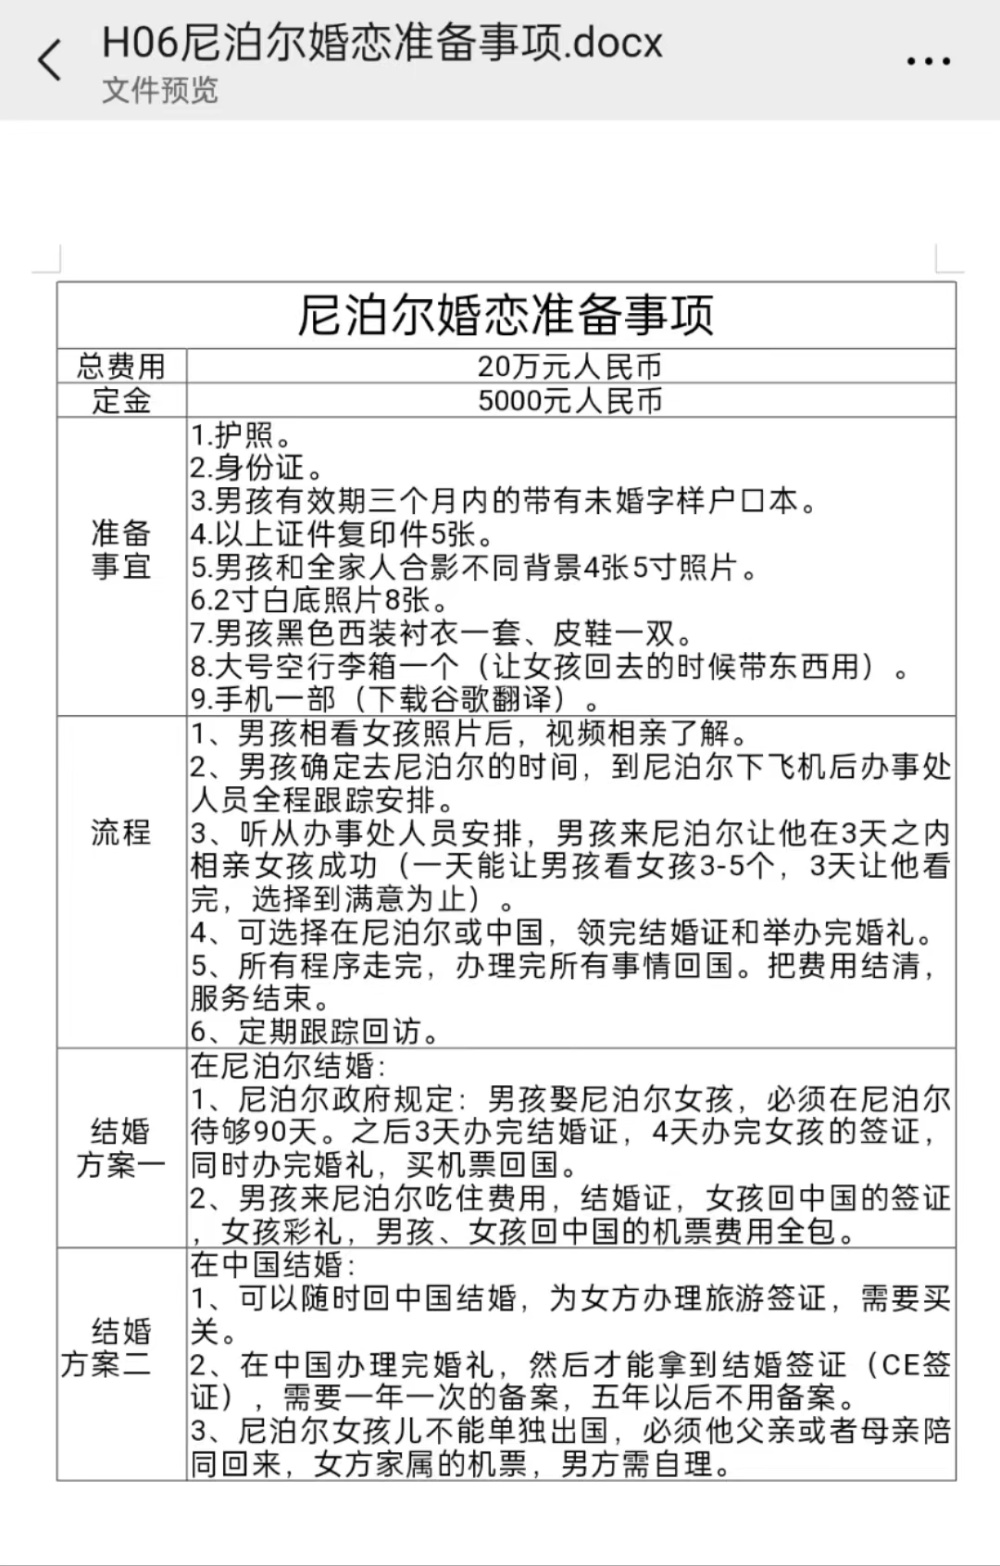 H06尼泊尔婚恋准备事项.docx
文件预览
尼泊尔婚恋准备事项
总费用
20万元人民币
定金
5000元人民币
准备
事宜
1.护照。
2.身份证。
3.男孩有效期三个月内的带有未婚字样户口本。
4.以上证件复印件5张。
5.男孩和全家人合影不同背景4张5寸照片。
6.2寸白底照片8张。
7.男孩黑色西装衬衣一套、皮鞋一双。
8.大号空行李箱一个（让女孩回去的时候带东西用）。
9.手机一部（下载谷歌翻译）。
流程
1、男孩相看女孩照片后，视频相亲了解。
2、男孩确定去尼泊尔的时间，到尼泊尔下飞机后办事处
人员全程跟踪安排。
3、听从办事处人员安排，男孩来尼泊尔让他在3天之内
相亲女孩成功（一天能让男孩看女孩3-5个，3天让他看
完，选择到满意为止）。
4、可选择在尼泊尔或中国，领完结婚证和举办完婚礼。
5、所有程序走完，办理完所有事情回国。把费用结清，
服务结束。
6、定期跟踪回访。
结婚
方案一
在尼泊尔结婚：
1、尼泊尔政府规定：男孩娶尼泊尔女孩，必须在尼泊尔
待够90天。之后3天办完结婚证，4天办完女孩的签证，
同时办完婚礼，买机票回国。
2、男孩来尼泊尔吃住费用，结婚证，女孩回中国的签证
，女孩彩礼，男孩、女孩回中国的机票费用全包。
结婚
方案二
在中国结婚：
1、可以随时回中国结婚，为女方办理旅游签证，需要买
关。
2、在中国办理完婚礼，然后才能拿到结婚签证（CE签
证），需要一年一次的备案，五年以后不用备案。
3、尼泊尔女孩儿不能单独出国，必须他父亲或者母亲陪
同回来，女方家属的机票，男方需自理。